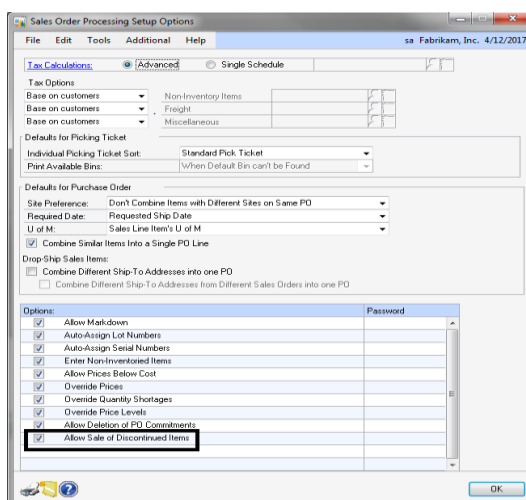 Sales Order Processing Setup Options
File Edit Tools Additional Help sa Fabrikam, Inc. 4/12/2017
Tax Calculations: Advanced Single Schedule
Tax Options
Base on customers Non-Inventory Items
Base on customers Freight
Base on customers Miscellaneous
Defaults for Picking Ticket
Individual Picking Ticket Sort: Standard Pick Ticket
Print Available Bins: When Default Bin can't be Found
Defaults for Purchase Order
Site Preference: Don't Combine Items with Different Sites on Same PO
Required Date: Requested Ship Date
U of M: Sales Line Item's U of M
Combine Similar Items Into a Single PO Line
Drop-Ship Sales Items:
Combine Different Ship-To Addresses into one PO
Combine Different Ship-To Addresses from Different Sales Orders into one PO
Options: Password
Allow Markdown
Auto-Assign Lot Numbers
Auto-Assign Serial Numbers
Enter Non-Inventoried Items
Allow Prices Below Cost
Override Prices
Override Quantity Shortages
Override Price Levels
Allow Deletion of PO Commitments
Allow Sale of Discontinued Items
OK